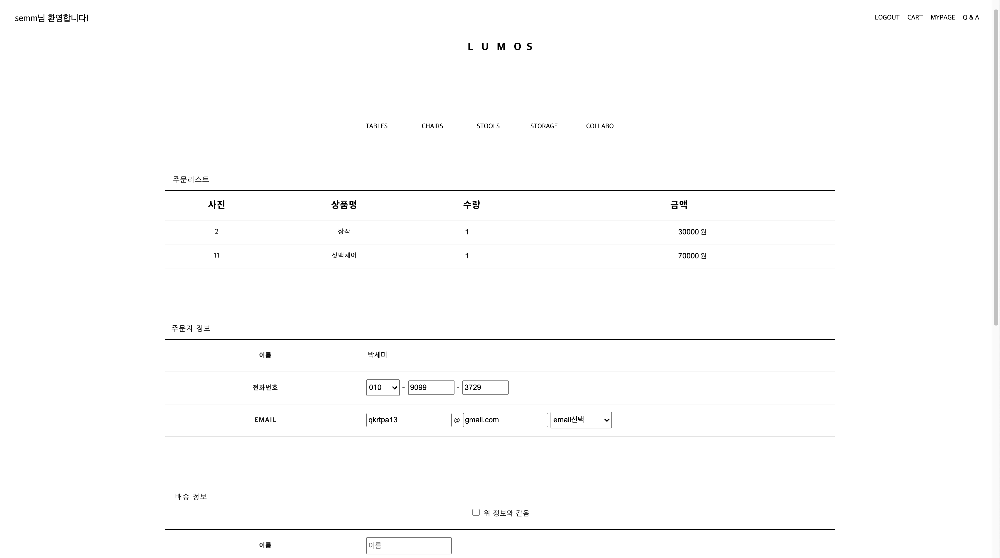 semm님 환영합니다!
LOGOUT CART MYPAGE Q & A
L U M O S
TABLES CHAIRS STOOLS STORAGE COLLABO
주문리스트
사진 상품명 수량 금액
2 장작 1 30000 원
11 싯백체어 1 70000 원
주문자 정보
이름 박세미
전화번호 010 - 9099 - 3729
EMAIL qkrtpa13 @ gmail.com email선택
배송 정보
위 정보와 같음
이름 이름